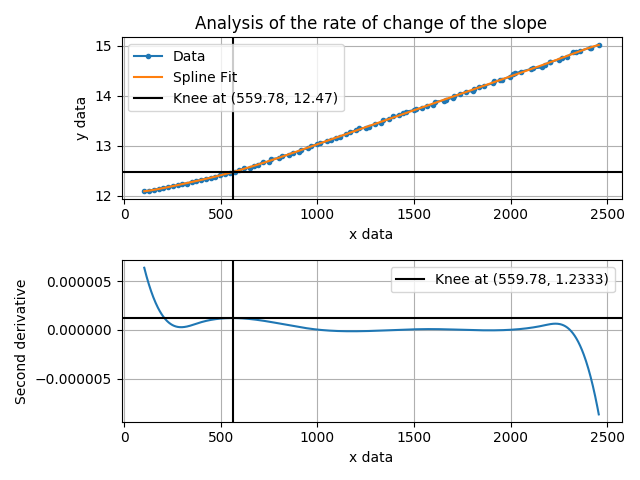 Analysis of the rate of change of the slope
15
14
13
12
y data
Data
Spline Fit
Knee at (559.78, 12.47)
0
500
1000
1500
2000
2500
x data
0.000005
0.000000
−0.000005
Second derivative
Knee at (559.78, 1.2333)
0
500
1000
1500
2000
2500
x data